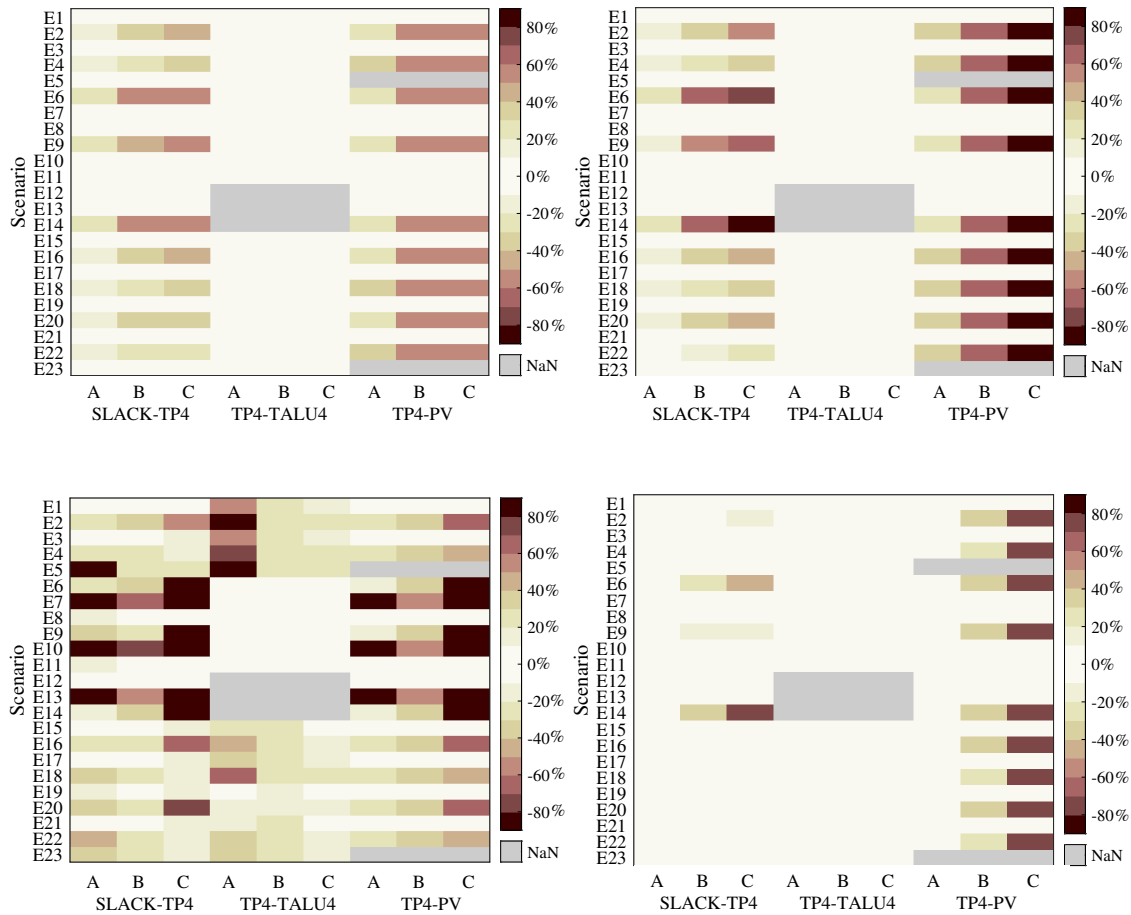 E1
E2
E3
E4
E5
E6
E7
E8
E9
E10
E11
E12
E13
E14
E15
E16
E17
E18
E19
E20
E21
E22
E23
Scenario
A B C A B C A B C
SLACK-TP4 TP4-TALU4 TP4-PV
80%
60%
40%
20%
0%
-20%
-40%
-60%
-80%
NaN
E1
E2
E3
E4
E5
E6
E7
E8
E9
E10
E11
E12
E13
E14
E15
E16
E17
E18
E19
E20
E21
E22
E23
Scenario
A B C A B C A B C
SLACK-TP4 TP4-TALU4 TP4-PV
80%
60%
40%
20%
0%
-20%
-40%
-60%
-80%
NaN
E1
E2
E3
E4
E5
E6
E7
E8
E9
E10
E11
E12
E13
E14
E15
E16
E17
E18
E19
E20
E21
E22
E23
Scenario
A B C A B C A B C
SLACK-TP4 TP4-TALU4 TP4-PV
80%
60%
40%
20%
0%
-20%
-40%
-60%
-80%
NaN
E1
E2
E3
E4
E5
E6
E7
E8
E9
E10
E11
E12
E13
E14
E15
E16
E17
E18
E19
E20
E21
E22
E23
Scenario
A B C A B C A B C
SLACK-TP4 TP4-TALU4 TP4-PV
80%
60%
40%
20%
0%
-20%
-40%
-60%
-80%
NaN